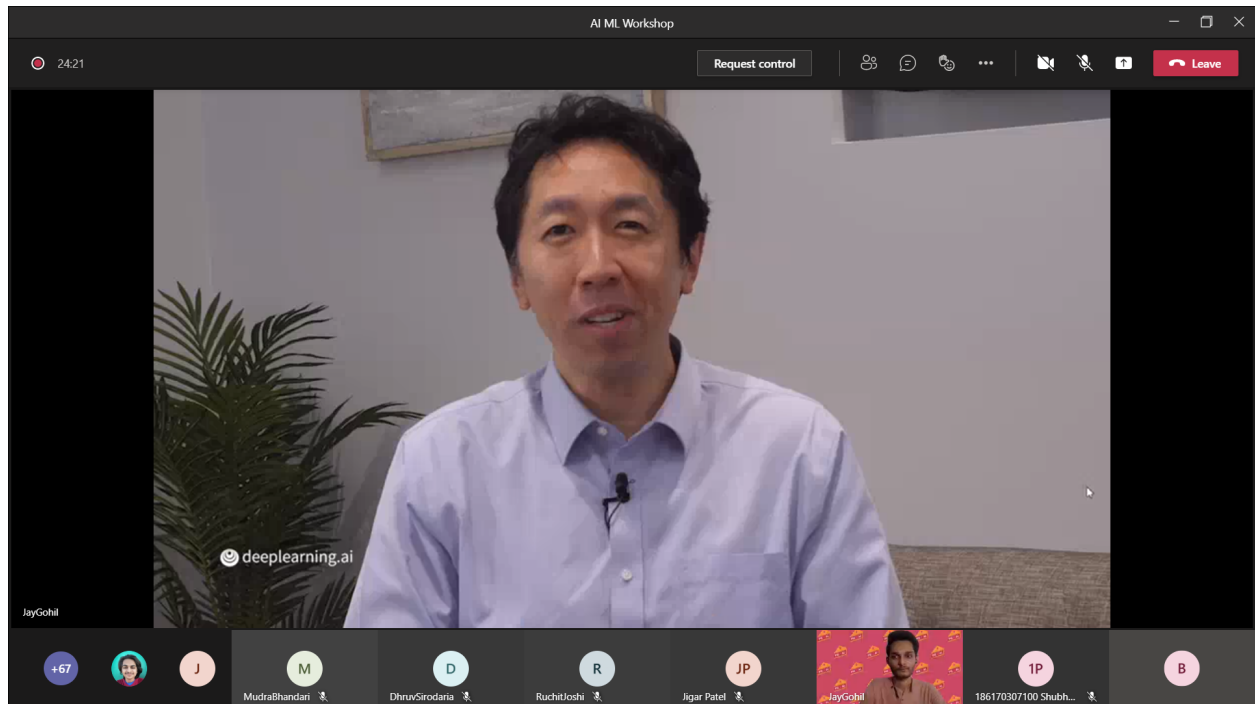 AI ML Workshop
24:21
Request control
Leave
deeplearning.ai
JayGohil
+67
J
M
MudraBhandari
D
DhruvSirodaria
R
RuchitJoshi
JP
Jigar Patel
JayGohil
1P
186170307100 Shubh...
B